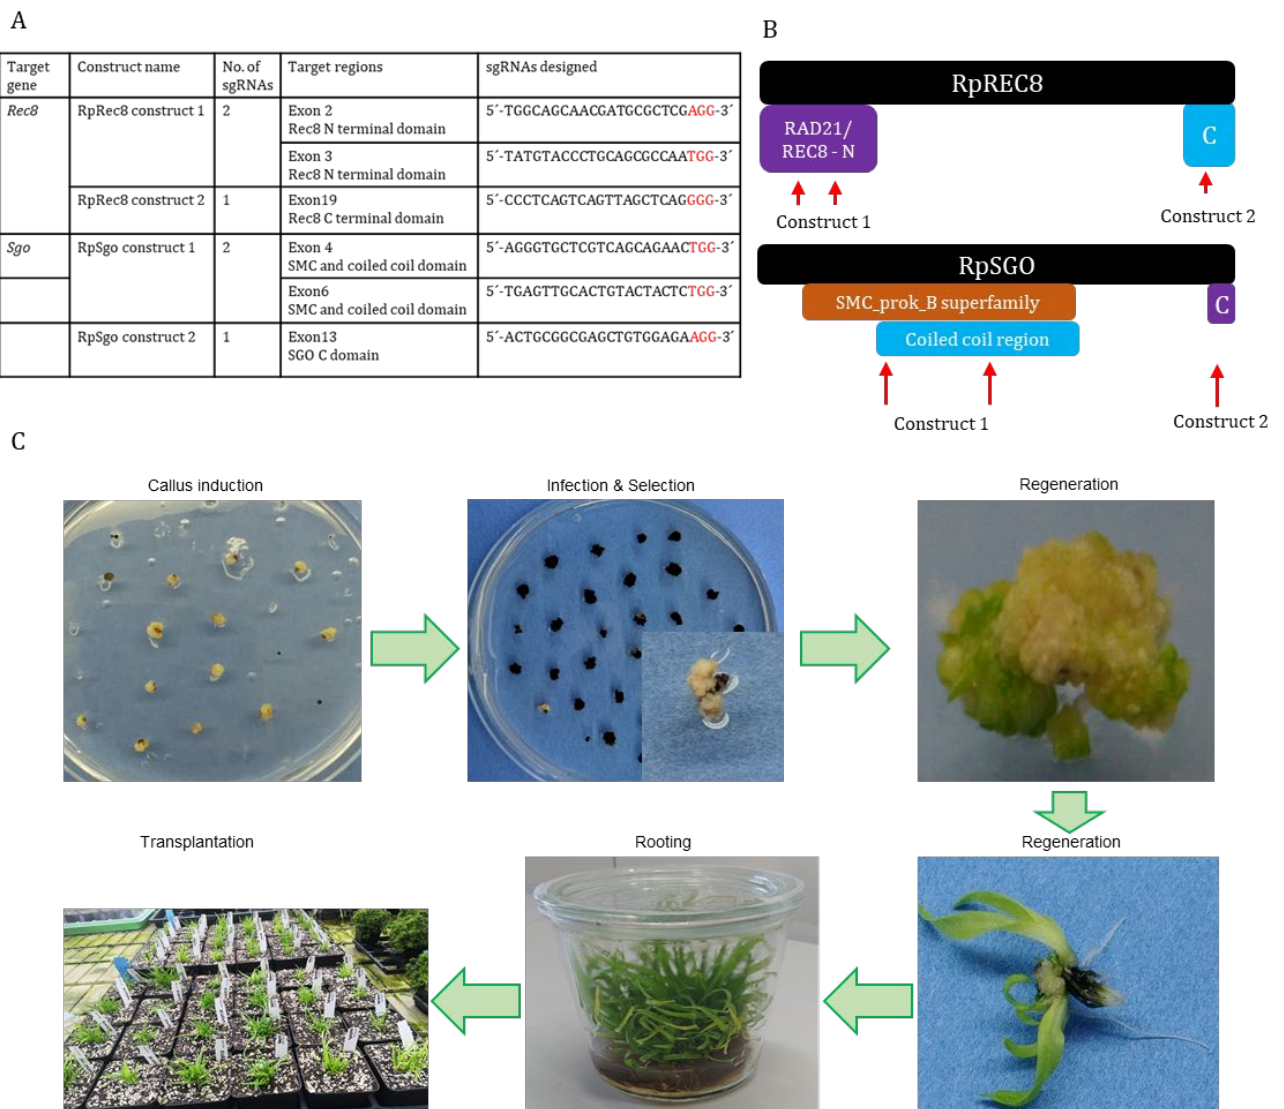 A
Target gene
Construct name
No. of sgRNAs
Target regions
sgRNAs designed
Rec8
RpRec8 construct 1
2
Exon 2
Rec8 N terminal domain
5´-TGGCAGCAACGATGCGCTCGAGG-3´
Exon 3
Rec8 N terminal domain
5´-TATGTACCCTGCAGCGCCAATGG-3´
RpRec8 construct 2
1
Exon19
Rec8 C terminal domain
5´-CCCTCAGTCAGTTAGCTCAGGGG-3´
Sgo
RpSgo construct 1
2
Exon 4
SMC and coiled coil domain
5´-AGGGTGCTCGTCAGCAGAACTGG-3´
Exon6
SMC and coiled coil domain
5´-TGAGTTGCACTGTACTACTCTGG-3´
RpSgo construct 2
1
Exon13
SGO C domain
5´-ACTGCGGCGAGCTGTGGAGAAGG-3´
B
RpREC8
RAD21/
REC8 - N
C
Construct 1
Construct 2
RpSGO
SMC_prok_B superfamily
C
Coiled coil region
Construct 1
Construct 2
C
Callus induction
Infection & Selection
Regeneration
Transplantation
Rooting
Regeneration